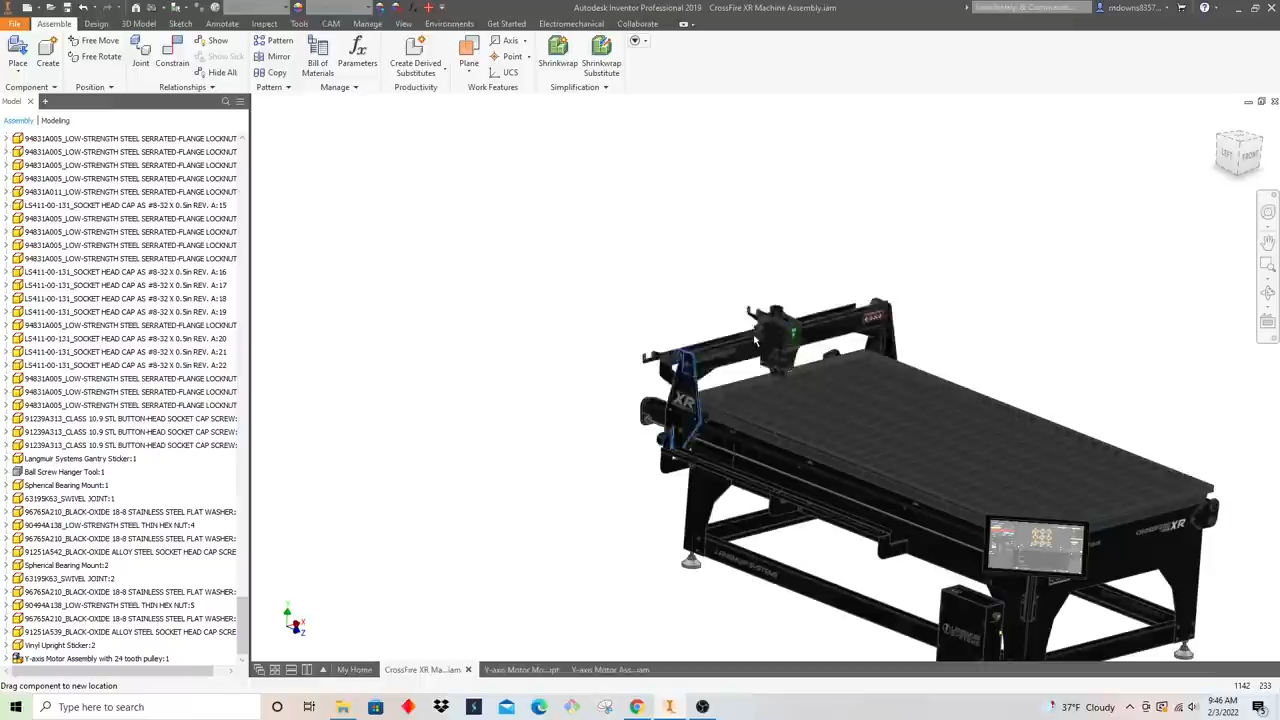 Autodesk Inventor Professional 2019 CrossFire XR Machine Assembly.iam
mdowns8357...
File Assemble Design 3D Model Sketch Annotate Inspect Tools CAM Manage View Environments Get Started Electromechanical Collaborate
Place
Create
Free Move
Free Rotate
Joint
Constrain
Show
Show Sick
Hide All
Pattern
Mirror
Copy
Bill of
Materials
Parameters
Create Derived
Substitutes
Plane
Axis
Point
UCS
Shrinkwrap
Shrinkwrap
Substitute
Component Position Relationships Pattern Manage Productivity Work Features Simplification
Model
Assembly Modeling
94831A005_LOW-STRENGTH STEEL SERRATED-FLANGE LOCKNUT
94831A005_LOW-STRENGTH STEEL SERRATED-FLANGE LOCKNUT
94831A005_LOW-STRENGTH STEEL SERRATED-FLANGE LOCKNUT
94831A005_LOW-STRENGTH STEEL SERRATED-FLANGE LOCKNUT
94831A011_LOW-STRENGTH STEEL SERRATED-FLANGE LOCKNUT
LS411-00-131_SOCKET HEAD CAP AS #8-32 X 0.5in REV. A:15
94831A005_LOW-STRENGTH STEEL SERRATED-FLANGE LOCKNUT
94831A005_LOW-STRENGTH STEEL SERRATED-FLANGE LOCKNUT
94831A005_LOW-STRENGTH STEEL SERRATED-FLANGE LOCKNUT
94831A005_LOW-STRENGTH STEEL SERRATED-FLANGE LOCKNUT
LS411-00-131_SOCKET HEAD CAP AS #8-32 X 0.5in REV. A:16
LS411-00-131_SOCKET HEAD CAP AS #8-32 X 0.5in REV. A:17
LS411-00-131_SOCKET HEAD CAP AS #8-32 X 0.5in REV. A:18
LS411-00-131_SOCKET HEAD CAP AS #8-32 X 0.5in REV. A:19
94831A005_LOW-STRENGTH STEEL SERRATED-FLANGE LOCKNUT
LS411-00-131_SOCKET HEAD CAP AS #8-32 X 0.5in REV. A:20
LS411-00-131_SOCKET HEAD CAP AS #8-32 X 0.5in REV. A:21
LS411-00-131_SOCKET HEAD CAP AS #8-32 X 0.5in REV. A:22
94831A005_LOW-STRENGTH STEEL SERRATED-FLANGE LOCKNUT
94831A005_LOW-STRENGTH STEEL SERRATED-FLANGE LOCKNUT
94831A005_LOW-STRENGTH STEEL SERRATED-FLANGE LOCKNUT
91239A313_CLASS 10.9 STL BUTTON-HEAD SOCKET CAP SCREW:
91239A313_CLASS 10.9 STL BUTTON-HEAD SOCKET CAP SCREW:
91239A313_CLASS 10.9 STL BUTTON-HEAD SOCKET CAP SCREW:
Langmuir Systems Gantry Sticker:1
Ball Screw Hanger Tool:1
Spherical Bearing Mount:1
63195K63_SWIVEL JOINT:1
96765A210_BLACK-OXIDE 18-8 STAINLESS STEEL FLAT WASHER:
90494A138_LOW-STRENGTH STEEL THIN HEX NUT:4
96765A210_BLACK-OXIDE 18-8 STAINLESS STEEL FLAT WASHER:
91251A542_BLACK-OXIDE ALLOY STEEL SOCKET HEAD CAP SCRE
Spherical Bearing Mount:2
63195K63_SWIVEL JOINT:2
96765A210_BLACK-OXIDE 18-8 STAINLESS STEEL FLAT WASHER:
90494A138_LOW-STRENGTH STEEL THIN HEX NUT:5
96765A210_BLACK-OXIDE 18-8 STAINLESS STEEL FLAT WASHER:
91251A539_BLACK-OXIDE ALLOY STEEL SOCKET HEAD CAP SCRE
Vinyl Upright Sticker:2
Y-axis Motor Assembly with 24 tooth pulley:1
LEFT FRONT
XR
LANGMUIR SYSTEMS
CROSSFIRE XR
Y
X
Z
My Home CrossFire XR Ma...iam Y-axis Motor Mo...ipt Y-axis Motor Ass...iam
Drag component to new location
1142 233
Type here to search
37°F Cloudy
9:46 AM
2/3/2022